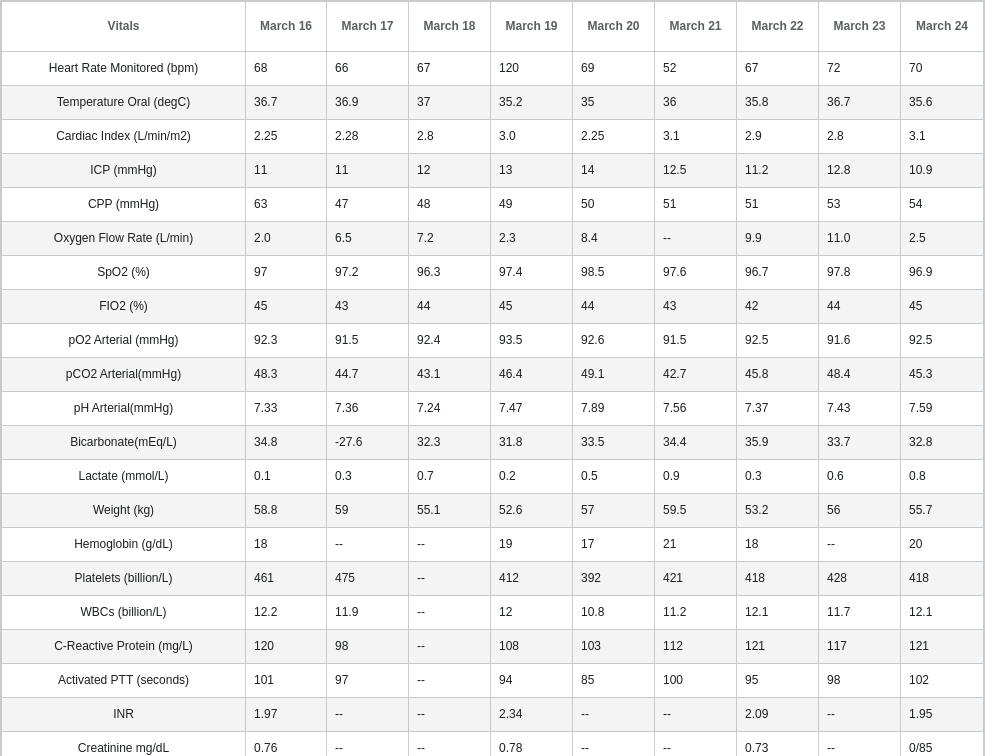 Vitals March 16 March 17 March 18 March 19 March 20 March 21 March 22 March 23 March 24
Heart Rate Monitored (bpm) 68 66 67 120 69 52 67 72 70
Temperature Oral (degC) 36.7 36.9 37 35.2 35 36 35.8 36.7 35.6
Cardiac Index (L/min/m2) 2.25 2.28 2.8 3.0 2.25 3.1 2.9 2.8 3.1
ICP (mmHg) 11 11 12 13 14 12.5 11.2 12.8 10.9
CPP (mmHg) 63 47 48 49 50 51 51 53 54
Oxygen Flow Rate (L/min) 2.0 6.5 7.2 2.3 8.4 -- 9.9 11.0 2.5
SpO2 (%) 97 97.2 96.3 97.4 98.5 97.6 96.7 97.8 96.9
FIO2 (%) 45 43 44 45 44 43 42 44 45
pO2 Arterial (mmHg) 92.3 91.5 92.4 93.5 92.6 91.5 92.5 91.6 92.5
pCO2 Arterial(mmHg) 48.3 44.7 43.1 46.4 49.1 42.7 45.8 48.4 45.3
pH Arterial(mmHg) 7.33 7.36 7.24 7.47 7.89 7.56 7.37 7.43 7.59
Bicarbonate(mEq/L) 34.8 -27.6 32.3 31.8 33.5 34.4 35.9 33.7 32.8
Lactate (mmol/L) 0.1 0.3 0.7 0.2 0.5 0.9 0.3 0.6 0.8
Weight (kg) 58.8 59 55.1 52.6 57 59.5 53.2 56 55.7
Hemoglobin (g/dL) 18 -- -- 19 17 21 18 -- 20
Platelets (billion/L) 461 475 -- 412 392 421 418 428 418
WBCs (billion/L) 12.2 11.9 -- 12 10.8 11.2 12.1 11.7 12.1
C-Reactive Protein (mg/L) 120 98 -- 108 103 112 121 117 121
Activated PTT (seconds) 101 97 -- 94 85 100 95 98 102
INR 1.97 -- -- 2.34 -- -- 2.09 -- 1.95
Creatinine mg/dL 0.76 -- -- 0.78 -- -- 0.73 -- 0/85